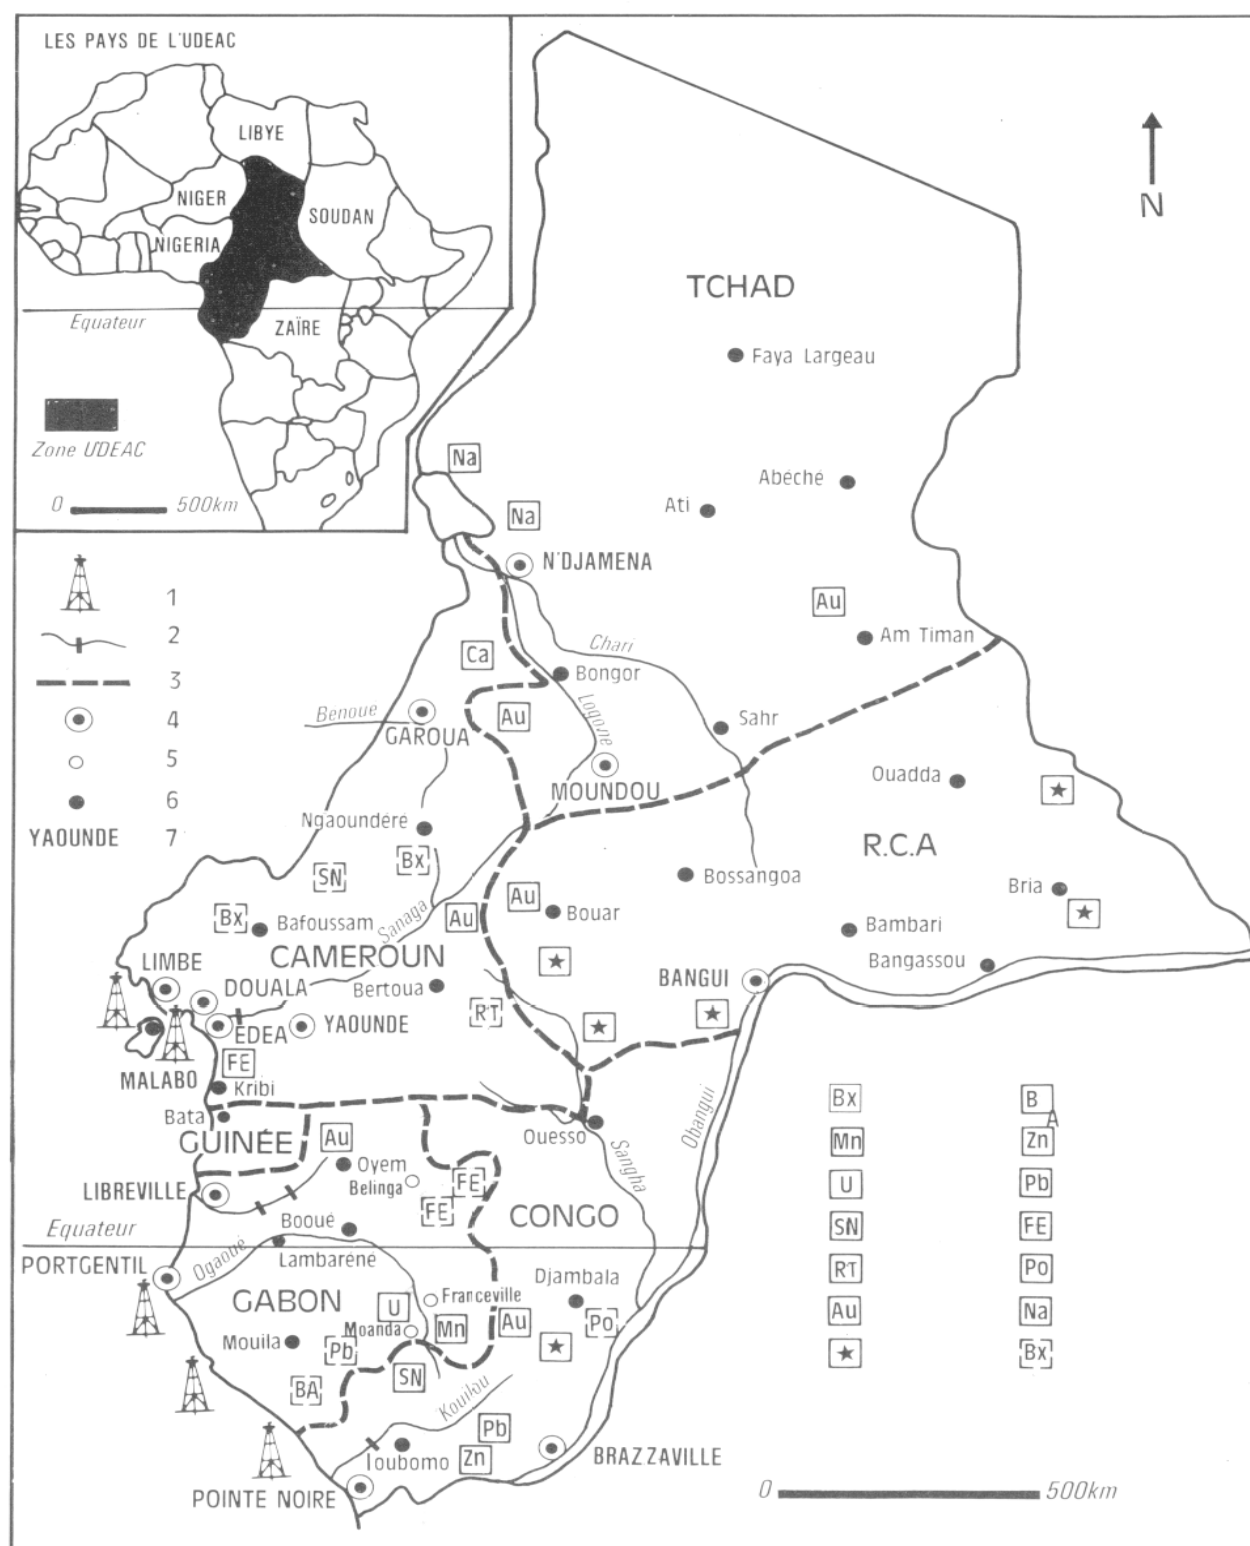 LES PAYS DE L'UDEAC
LIBYE
NIGER
SOUDAN
NIGERIA
Equateur
ZAÏRE
Zone UDEAC
0 500km
N
TCHAD
Faya Largeau
Na
Abéché
Ati
Na
N'DJAMENA
1
Au
2
Am Timan
Chari
Ca
3
Bongor
Benoue
4
Au
Logone
Sahr
GAROUA
5
Ouadda
MOUNDOU
6
Ngaoundéré
YAOUNDE 7
R.C.A
Bx
SN
Bossangoa
Bria
Au
Bx
Bafoussam
Sanaga
Au
Bouar
Bambari
CAMEROUN
LIMBE
Bangassou
DOUALA
Bertoua
BANGUI
RT
EDEA
YAOUNDE
FE
MALABO
Kribi
Bata
Ouesso
Obangui
GUINÉE
Au
Sangha
Oyem
Belinga
FE
LIBREVILLE
FE
CONGO
Equateur
Booué
Ogaoué
Lambaréné
PORTGENTIL
Djambala
GABON
U
Franceville
Moanda
Mn
Au
Po
Mouila
Pb
SN
BA
Kouilou
Pb
Zn
loubomo
BRAZZAVILLE
POINTE NOIRE
Bx
B
A
Mn
Zn
U
Pb
SN
FE
RT
Po
Au
Na
Bx
0 500km